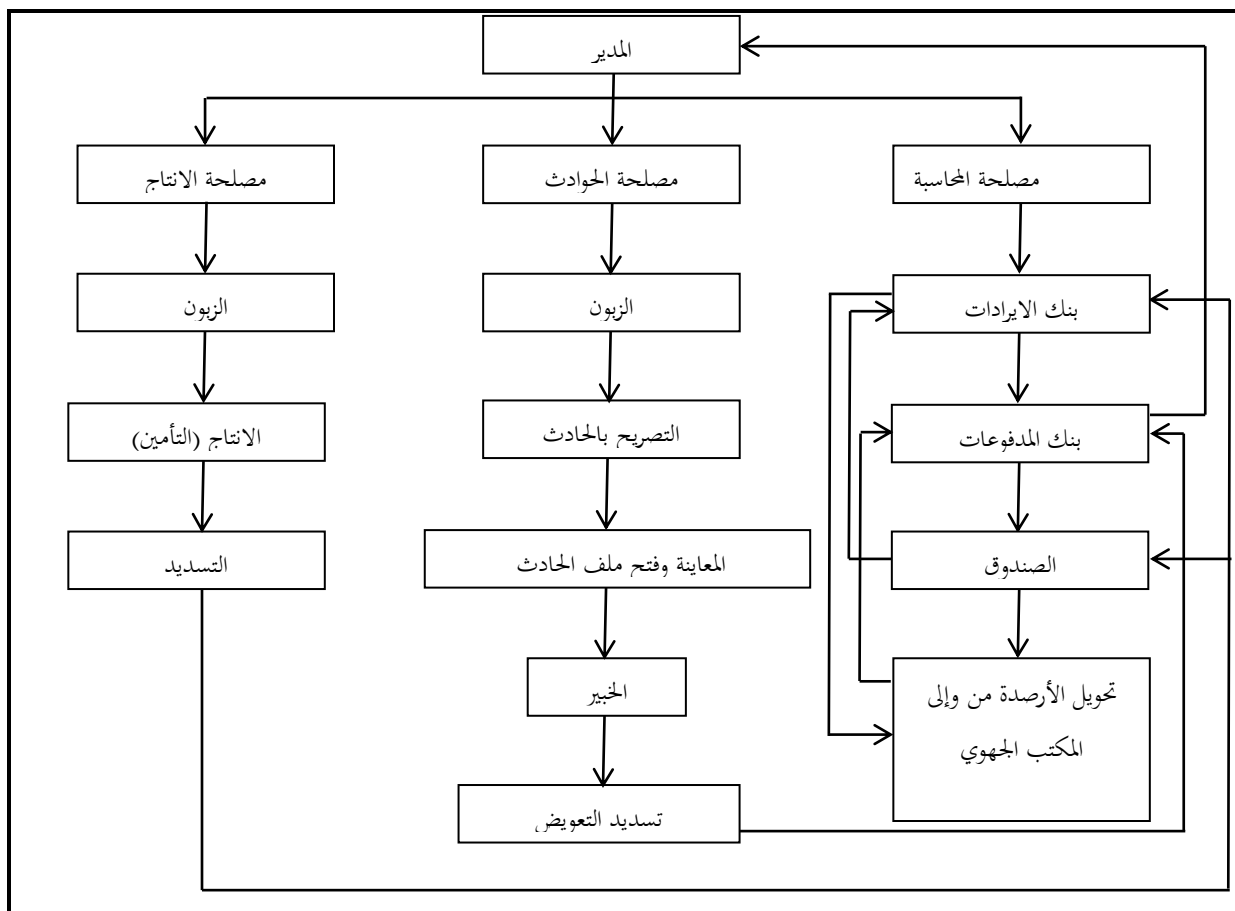 المدير
مصلحة المحاسبة
مصلحة الحوادث
مصلحة الانتاج
بنك الايرادات
الزبون
الزبون
بنك المدفوعات
التصريح بالحادث
الانتاج (التأمين)
الصندوق
المعاينة وفتح ملف الحادث
التسديد
تحويل الأرصدة من وإلى
المكتب الجهوي
الخبير
تسديد التعويض